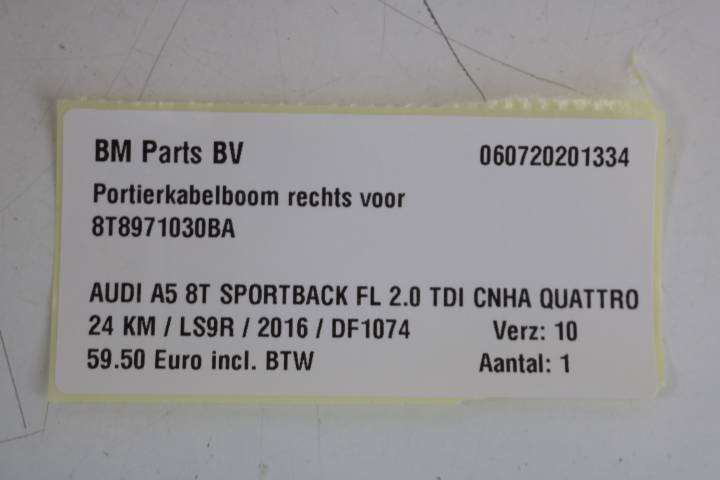 BM Parts BV 060720201334
Portierkabelboom rechts voor
8T8971030BA
AUDI A5 8T SPORTBACK FL 2.0 TDI CNHA QUATTRO
24 KM / LS9R / 2016 / DF1074 Verz: 10
59.50 Euro incl. BTW Aantal: 1